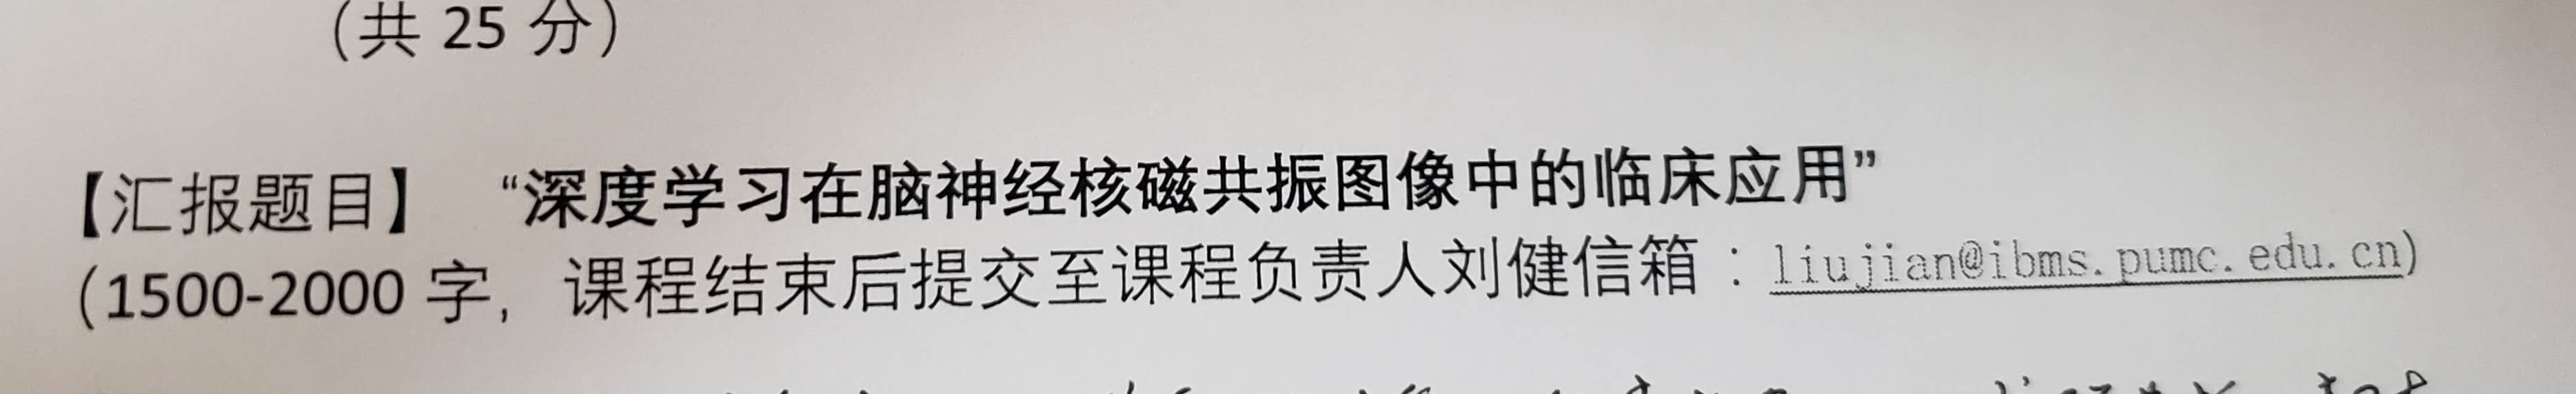 （共 25 分）
【汇报题目】 “深度学习在脑神经核磁共振图像中的临床应用”
（1500-2000 字，课程结束后提交至课程负责人刘健信箱：liujian@ibms.pumc.edu.cn）